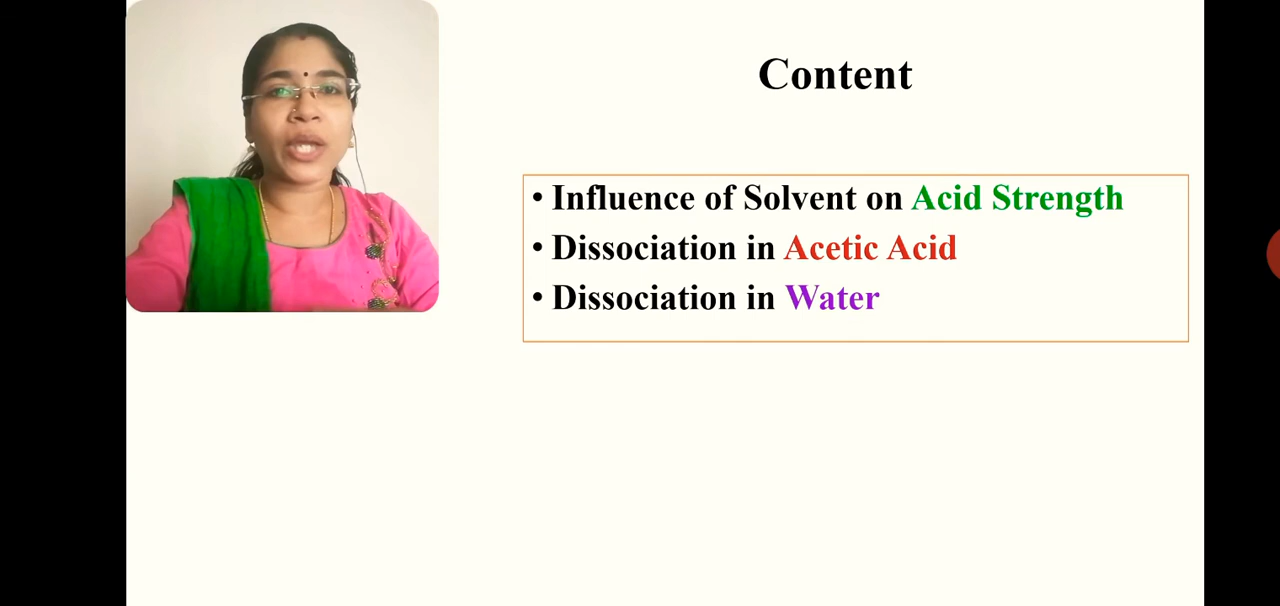 Content
• Influence of Solvent on Acid Strength
• Dissociation in Acetic Acid
• Dissociation in Water